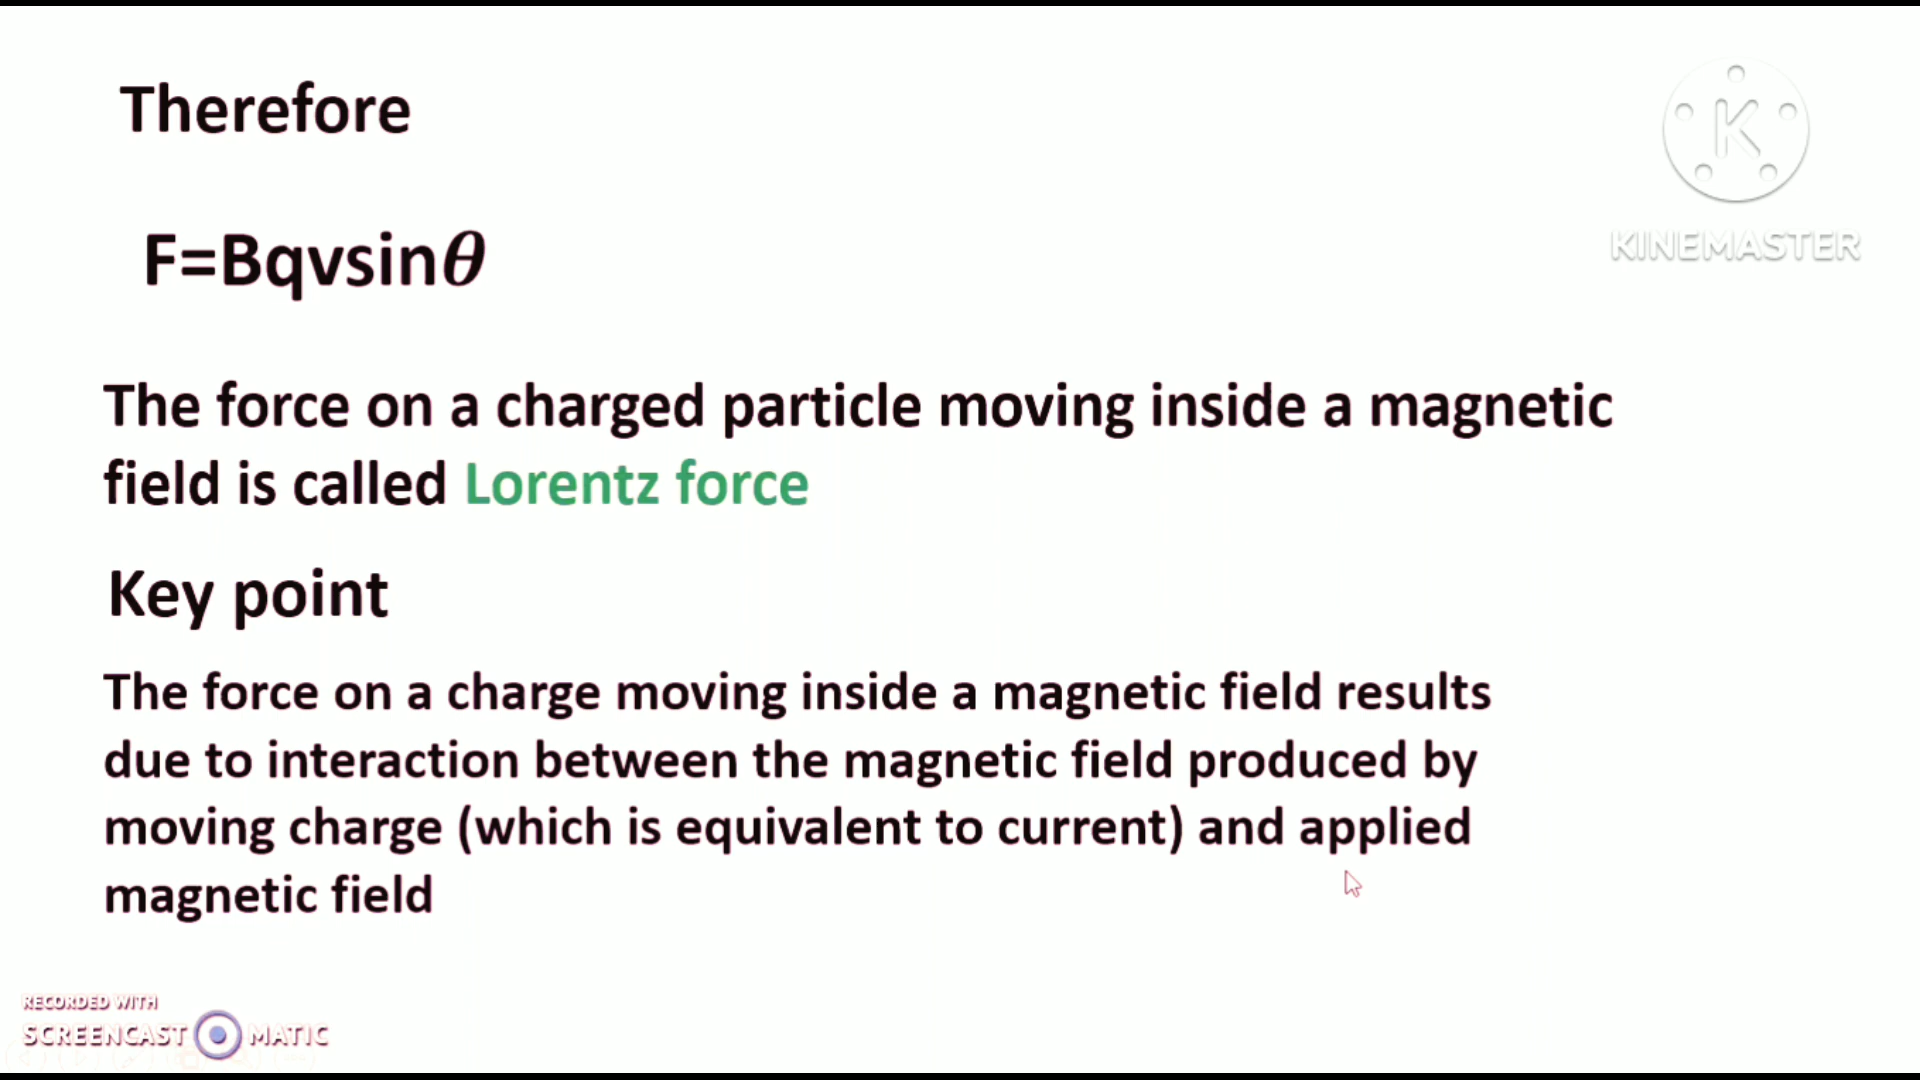 Therefore
K
KINEMASTER
F=Bqvsin𝜃
The force on a charged particle moving inside a magnetic
field is called Lorentz force
Key point
The force on a charge moving inside a magnetic field results
due to interaction between the magnetic field produced by
moving charge (which is equivalent to current) and applied
magnetic field
RECORDED WITH
SCREENCAST MATIC